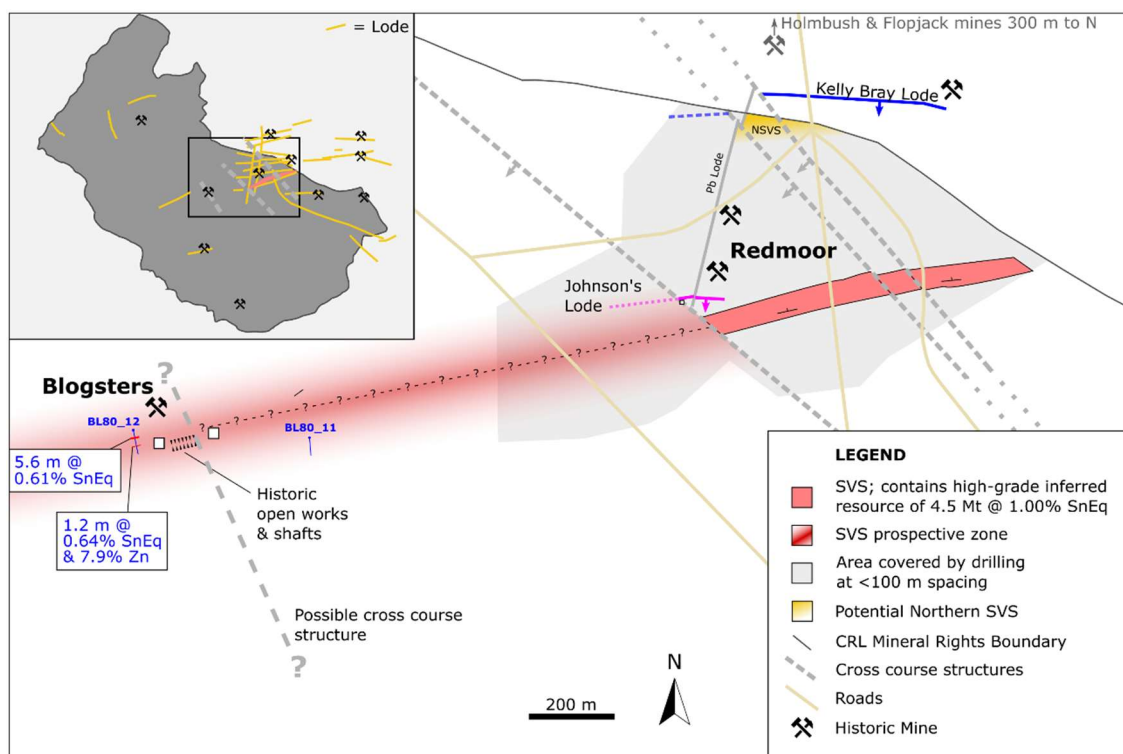 = Lode
Holmbush & Flopjack mines 300 m to N
Kelly Bray Lode
NSVS
Pb Lode
Redmoor
Johnson's
Lode
Blogsters
?
BL80_12
BL80_11
? ? ? ? ? ? ? ? ? ? ? ? ? ?
5.6 m @
0.61% SnEq
1.2 m @
0.64% SnEq
& 7.9% Zn
Historic
open works
& shafts
Possible cross course
structure
?
200 m
N
LEGEND
SVS; contains high-grade inferred
resource of 4.5 Mt @ 1.00% SnEq
SVS prospective zone
Area covered by drilling
at <100 m spacing
Potential Northern SVS
CRL Mineral Rights Boundary
Cross course structures
Roads
Historic Mine